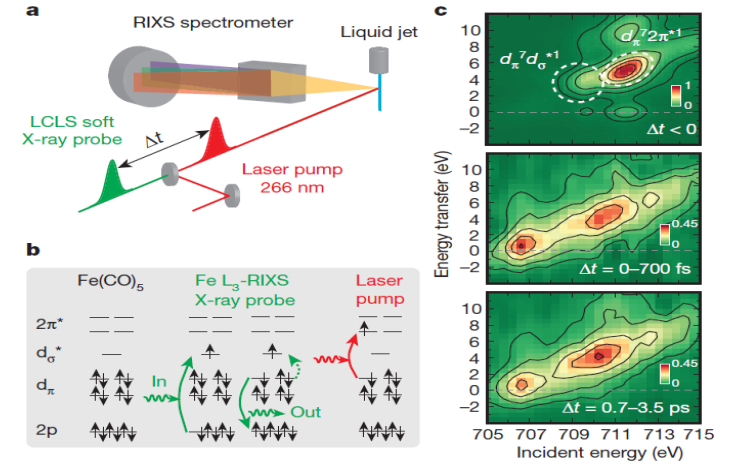 a
RIXS spectrometer
Liquid jet
LCLS soft
X-ray probe
Δt
Laser pump
266 nm
b
Fe(CO)5
Fe L3-RIXS
X-ray probe
Laser
pump
2π*
dσ*
dπ
2p
In
Out
c
Energy transfer (eV)
10
8
6
4
2
0
−2
dπ7dσ*1
dπ72π*1
1
0
Δt < 0
10
8
6
4
2
0
−2
0.45
0
Δt = 0–700 fs
10
8
6
4
2
0
−2
0.45
0
Δt = 0.7–3.5 ps
705 707 709 711 713 715
Incident energy (eV)